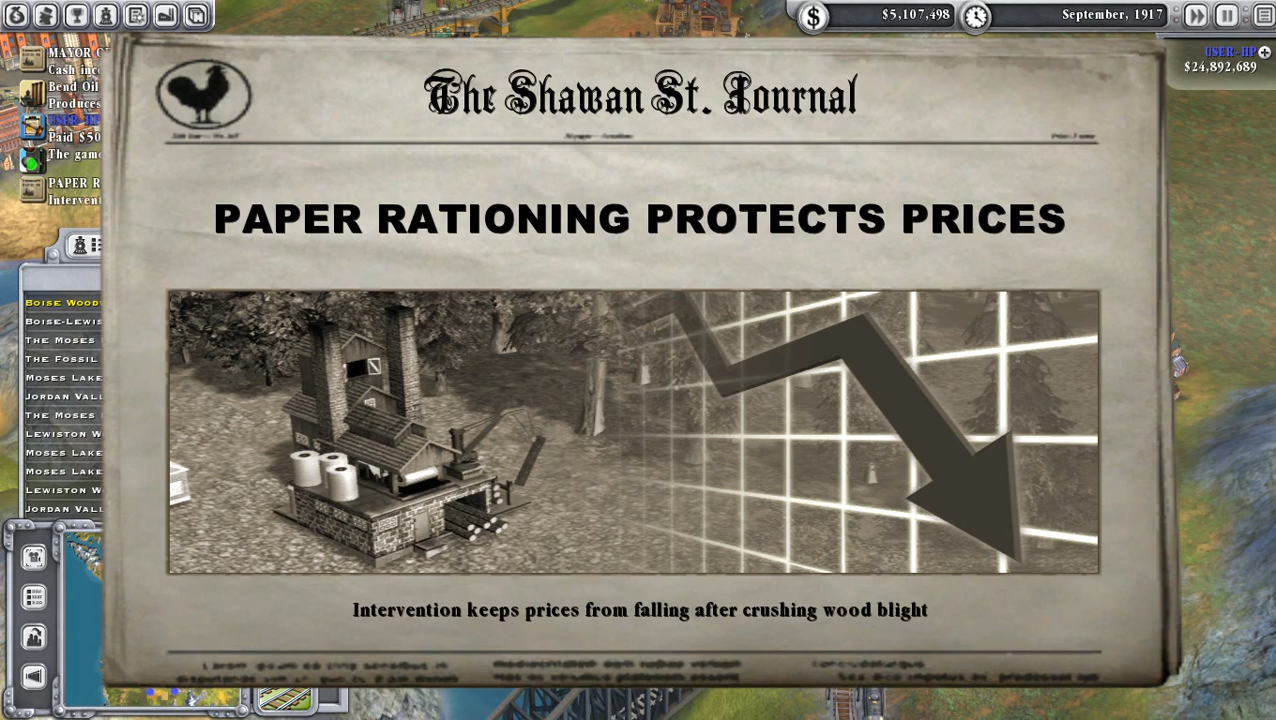 $5,107,498
September, 1917
USER-HP
$24,892,689
MAYOR O
Cash inc
Bend Oil
Produces
USER-HP
Paid $50
The game
PAPER R
Intervent
The Shawan St. Journal
PAPER RATIONING PROTECTS PRICES
Intervention keeps prices from falling after crushing wood blight
BOISE WOOD
BOISE-LEWIS
THE MOSES
THE FOSSIL
MOSES LAKE
JORDAN VALL
THE MOSES
LEWISTON W
MOSES LAKE
MOSES LAKE
LEWISTON W
JORDAN VALL